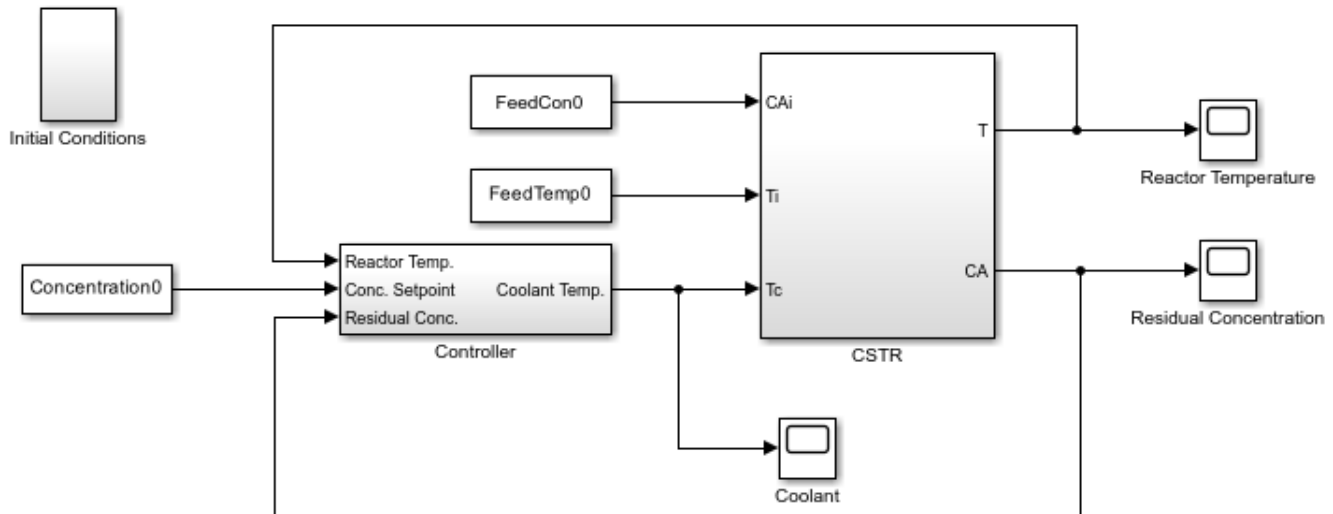 Initial Conditions
FeedCon0
FeedTemp0
Concentration0
Reactor Temp.
Conc. Setpoint
Residual Conc.
Coolant Temp.
Controller
CAi
Ti
Tc
T
CA
CSTR
Reactor Temperature
Residual Concentration
Coolant